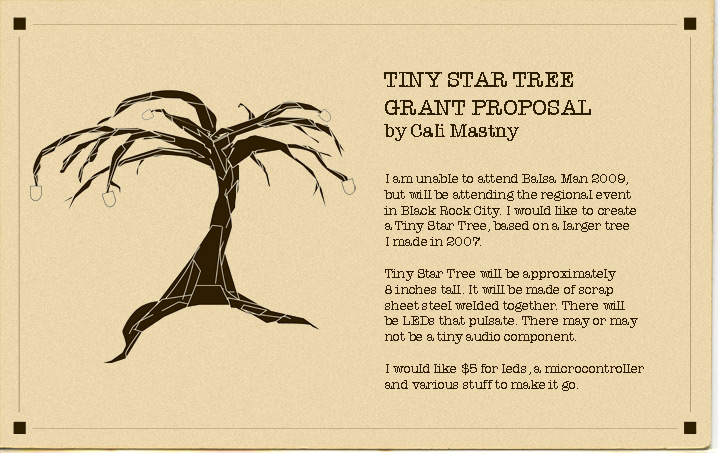 TINY STAR TREE
GRANT PROPOSAL
by Cali Mastny
I am unable to attend Balsa Man 2009,
but will be attending the regional event
in Black Rock City. I would like to create
a Tiny Star Tree, based on a larger tree
I made in 2007.
Tiny Star Tree will be approximately
8 inches tall. It will be made of scrap
sheet steel welded together. There will
be LEDs that pulsate. There may or may
not be a tiny audio component.
I would like $5 for leds, a microcontroller
and various stuff to make it go.